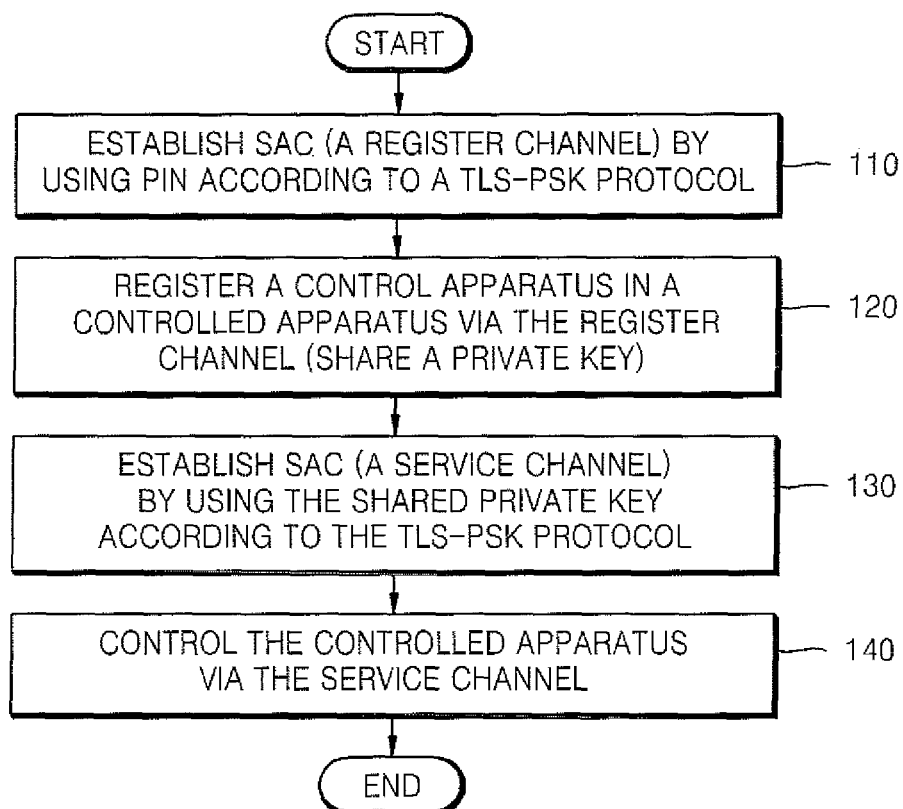 START
ESTABLISH SAC (A REGISTER CHANNEL) BY
USING PIN ACCORDING TO A TLS-PSK PROTOCOL
110
REGISTER A CONTROL APPARATUS IN A
CONTROLLED APPARATUS VIA THE REGISTER
CHANNEL (SHARE A PRIVATE KEY)
120
ESTABLISH SAC (A SERVICE CHANNEL)
BY USING THE SHARED PRIVATE KEY
ACCORDING TO THE TLS-PSK PROTOCOL
130
CONTROL THE CONTROLLED APPARATUS
VIA THE SERVICE CHANNEL
140
END